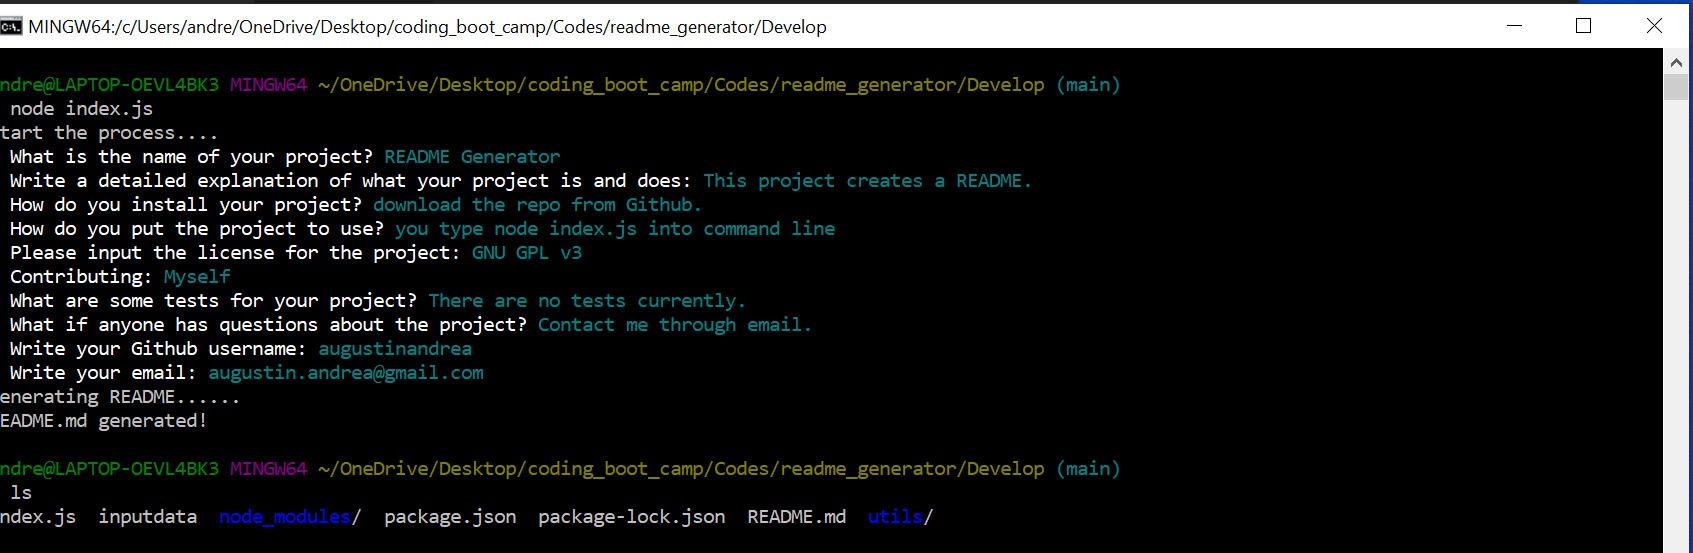 MINGW64:/c/Users/andre/OneDrive/Desktop/coding_boot_camp/Codes/readme_generator/Develop
ndre@LAPTOP-OEVL4BK3 MINGW64 ~/OneDrive/Desktop/coding_boot_camp/Codes/readme_generator/Develop (main)
node index.js
tart the process....
What is the name of your project? README Generator
Write a detailed explanation of what your project is and does: This project creates a README.
How do you install your project? download the repo from Github.
How do you put the project to use? you type node index.js into command line
Please input the license for the project: GNU GPL v3
Contributing: Myself
What are some tests for your project? There are no tests currently.
What if anyone has questions about the project? Contact me through email.
Write your Github username: augustinandrea
Write your email: augustin.andrea@gmail.com
enerating README......
EADME.md generated!
ndre@LAPTOP-OEVL4BK3 MINGW64 ~/OneDrive/Desktop/coding_boot_camp/Codes/readme_generator/Develop (main)
ls
ndex.js  inputdata  node_modules/  package.json  package-lock.json  README.md  utils/